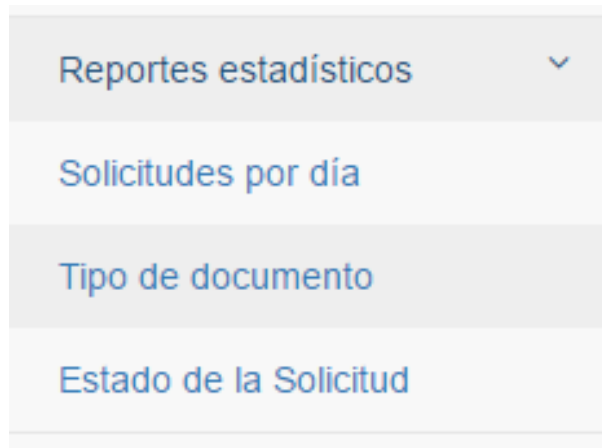 Reportes estadísticos
Solicitudes por día
Tipo de documento
Estado de la Solicitud